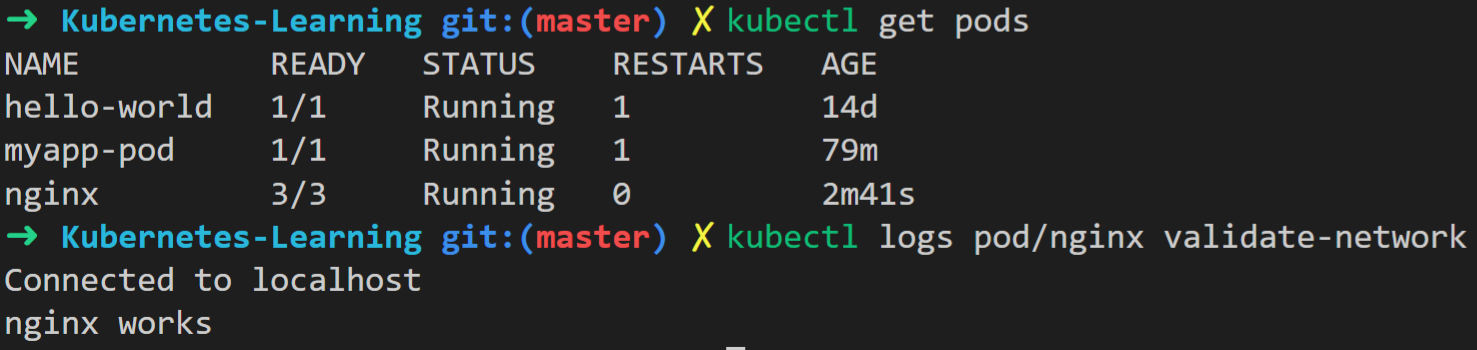 → Kubernetes-Learning git:(master) ✗ kubectl get pods
NAME READY STATUS RESTARTS AGE
hello-world 1/1 Running 1 14d
myapp-pod 1/1 Running 1 79m
nginx 3/3 Running 0 2m41s
→ Kubernetes-Learning git:(master) ✗ kubectl logs pod/nginx validate-network
Connected to localhost
nginx works